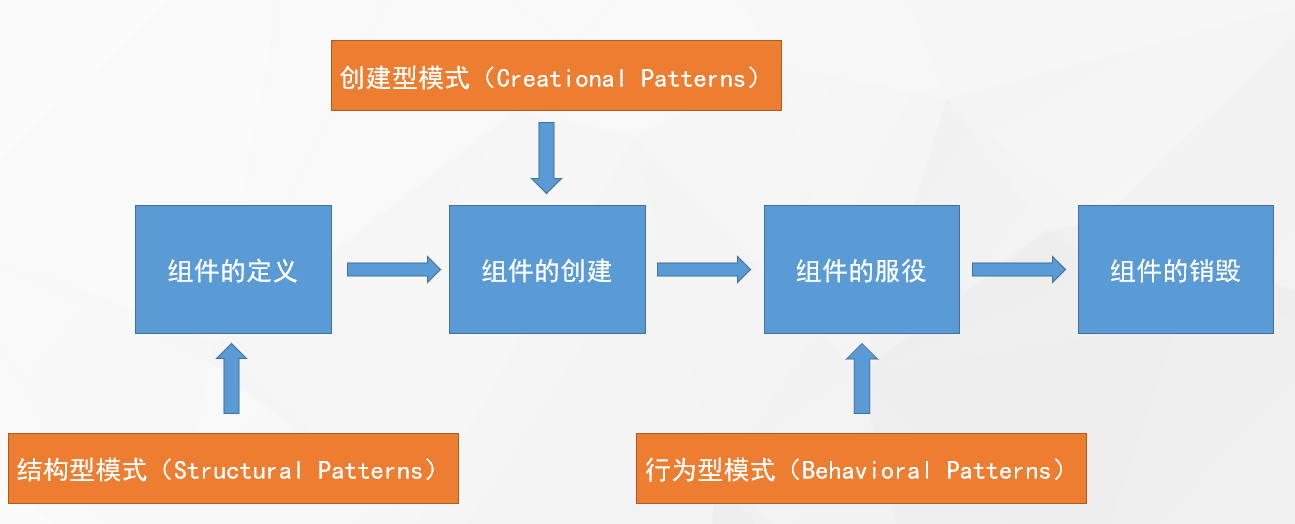 创建型模式（Creational Patterns）
组件的定义
组件的创建
组件的服役
组件的销毁
结构型模式（Structural Patterns）
行为型模式（Behavioral Patterns）